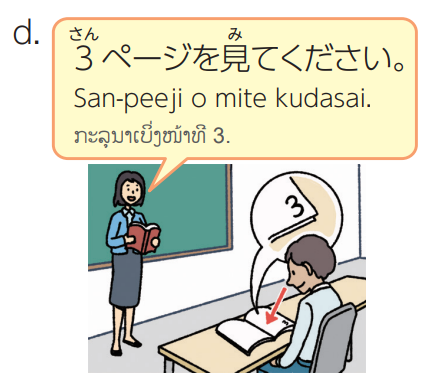 d.
さん み
3ページを見てください。
San-peeji o mite kudasai.
ກະລຸນາເບິ່ງໜ້າທີ 3.
3